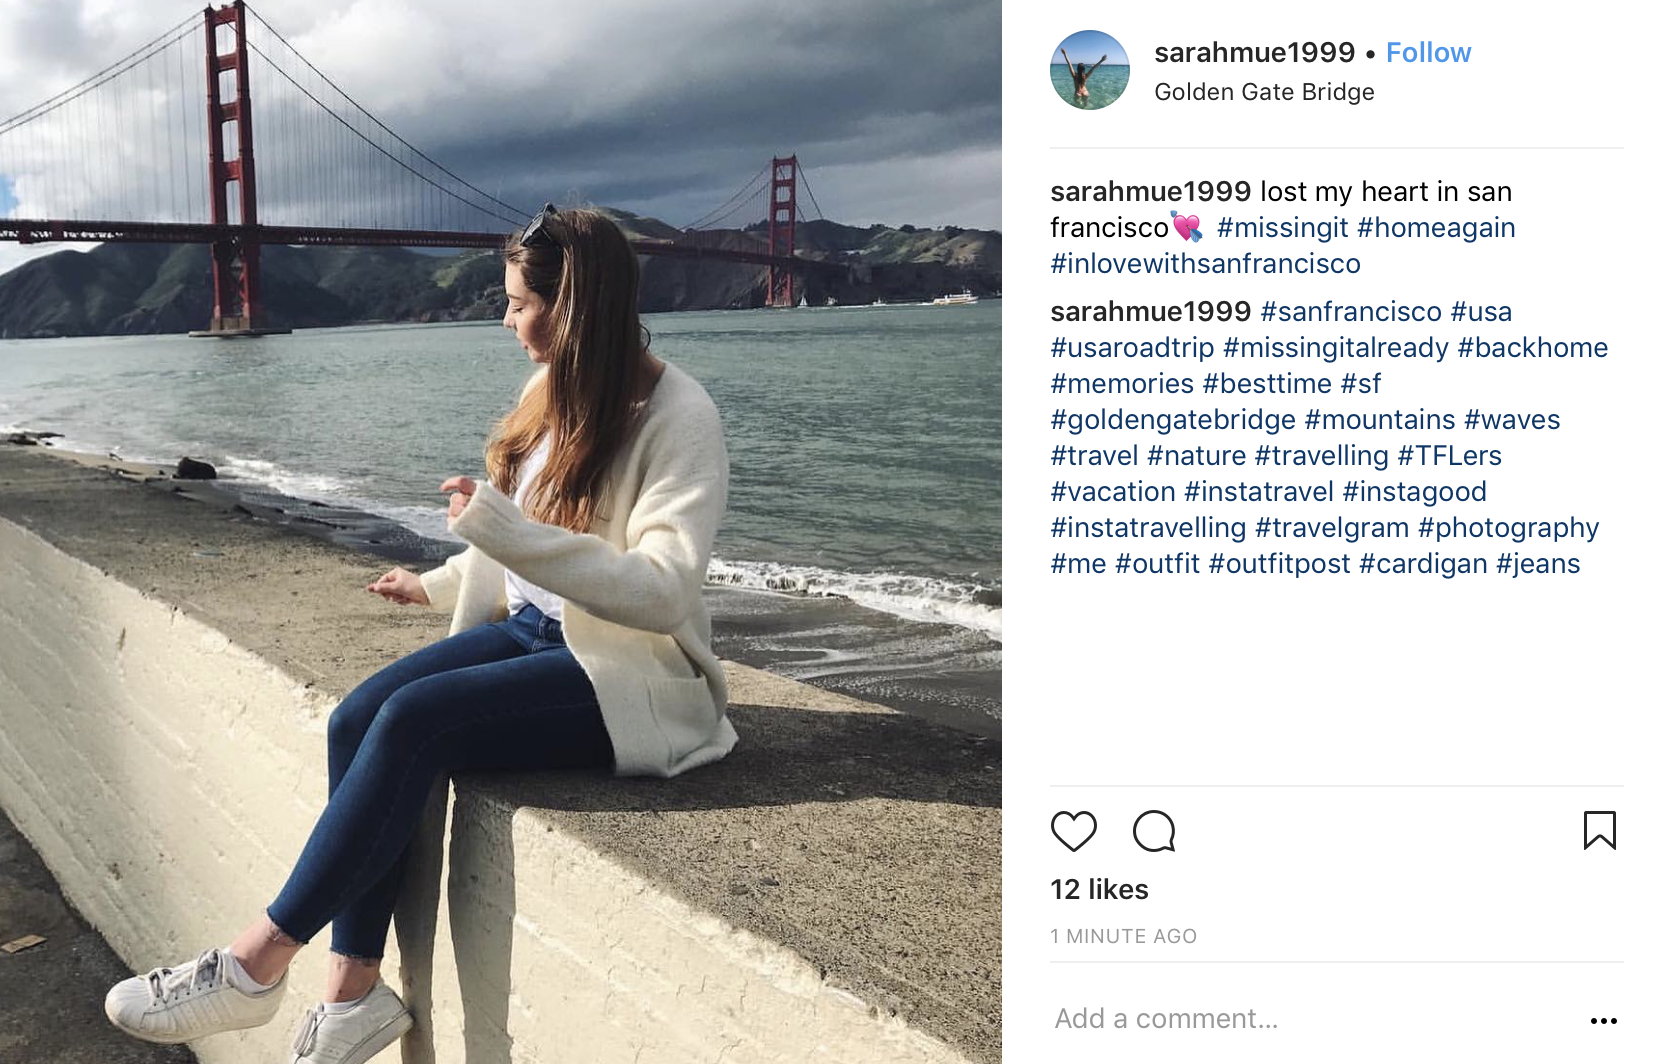 sarahmue1999 • Follow
Golden Gate Bridge
sarahmue1999 lost my heart in san
francisco💘 #missingit #homeagain
#inlovewithsanfrancisco
sarahmue1999 #sanfrancisco #usa
#usaroadtrip #missingitalready #backhome
#memories #besttime #sf
#goldengatebridge #mountains #waves
#travel #nature #travelling #TFLers
#vacation #instatravel #instagood
#instatravelling #travelgram #photography
#me #outfit #outfitpost #cardigan #jeans
12 likes
1 MINUTE AGO
Add a comment...